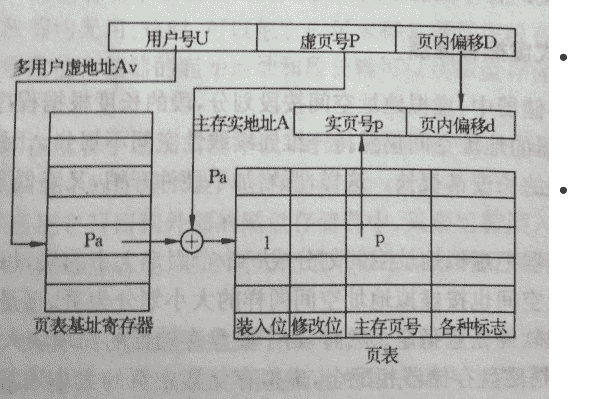 用户号U 虚页号P 页内偏移D
多用户虚地址Av
主存实地址A 实页号p 页内偏移d
Pa
Pa 1 p
装入位 修改位 主存页号 各种标志
页表基址寄存器
页表